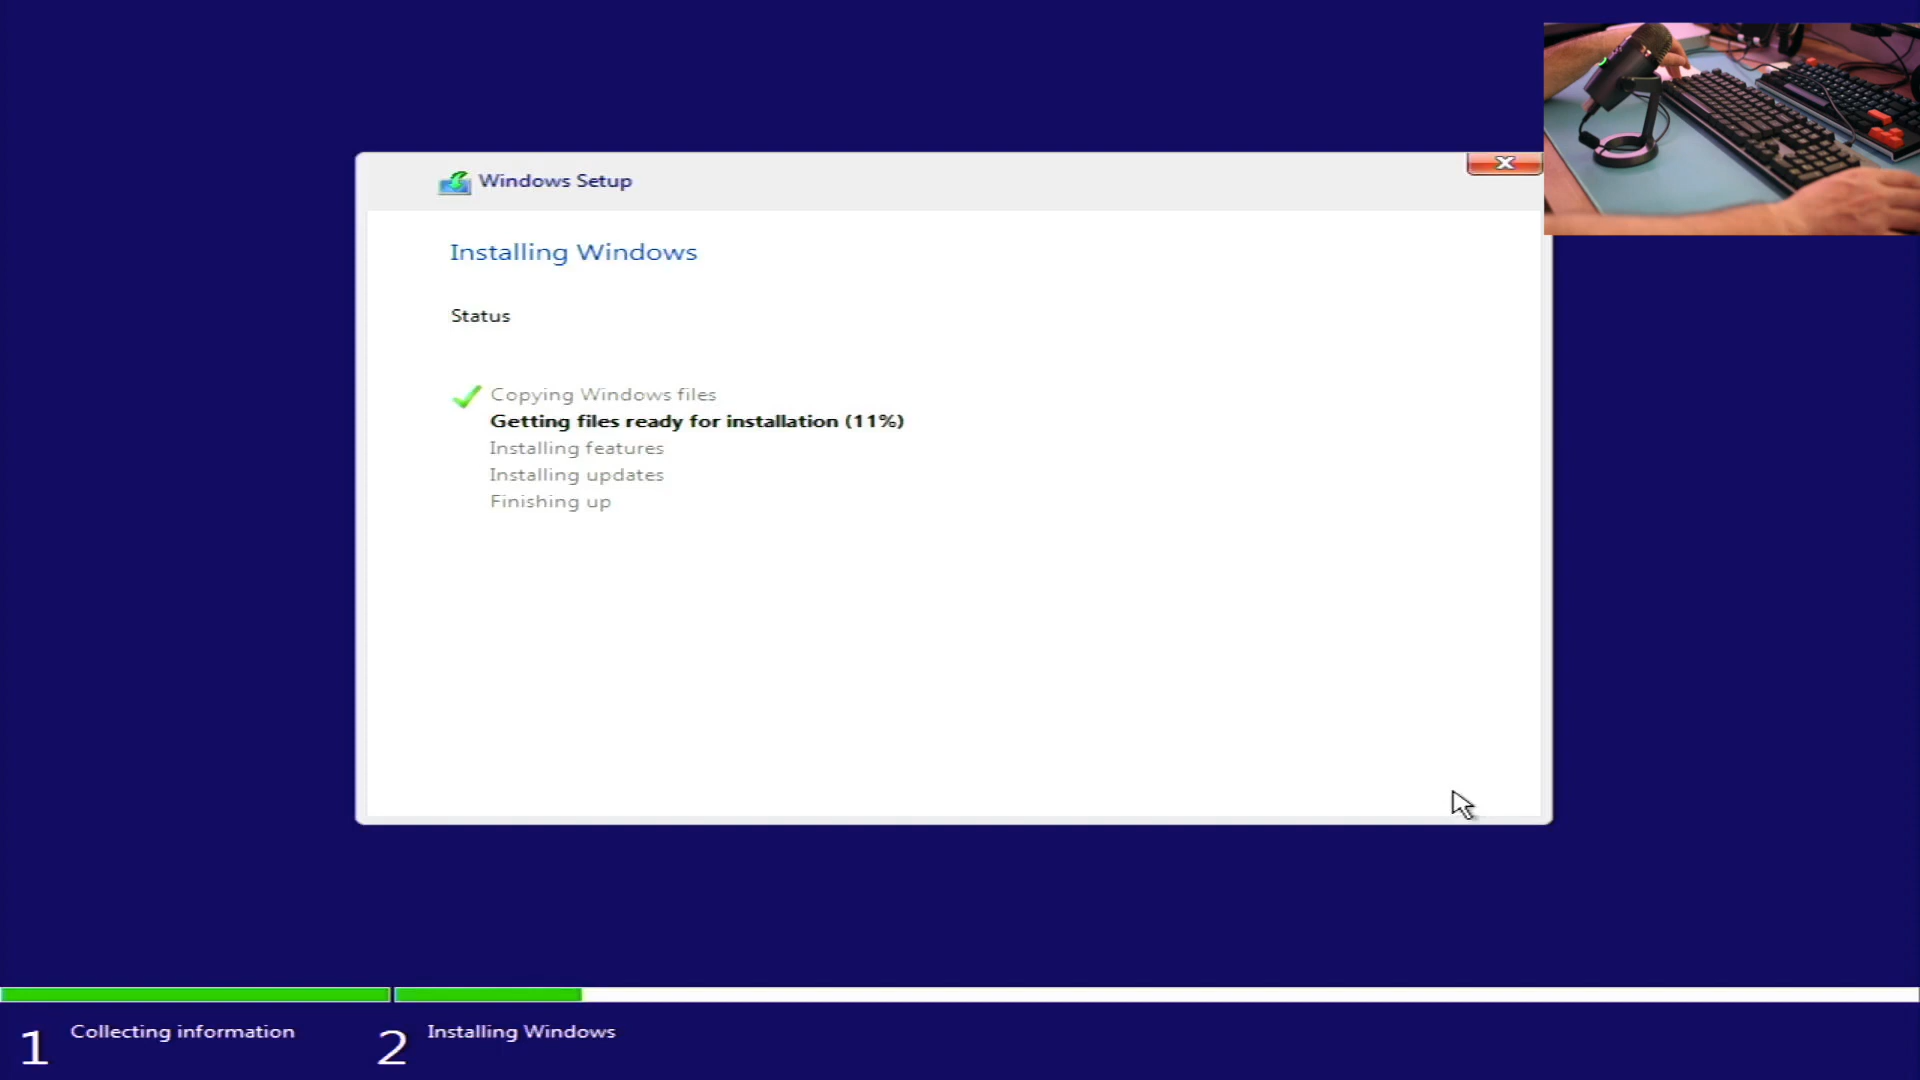 Windows Setup
Installing Windows
Status
Copying Windows files
Getting files ready for installation (11%)
Installing features
Installing updates
Finishing up
1 Collecting information
2 Installing Windows